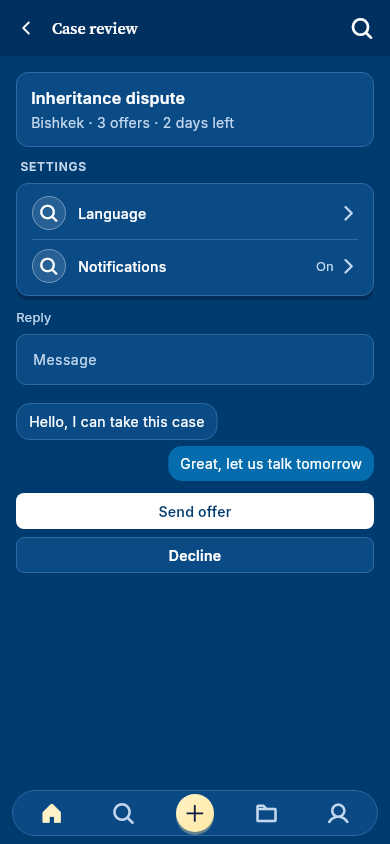 Case review
Inheritance dispute
Bishkek · 3 offers · 2 days left
SETTINGS
Language
Notifications On
Reply
Message
Hello, I can take this case
Great, let us talk tomorrow
Send offer
Decline